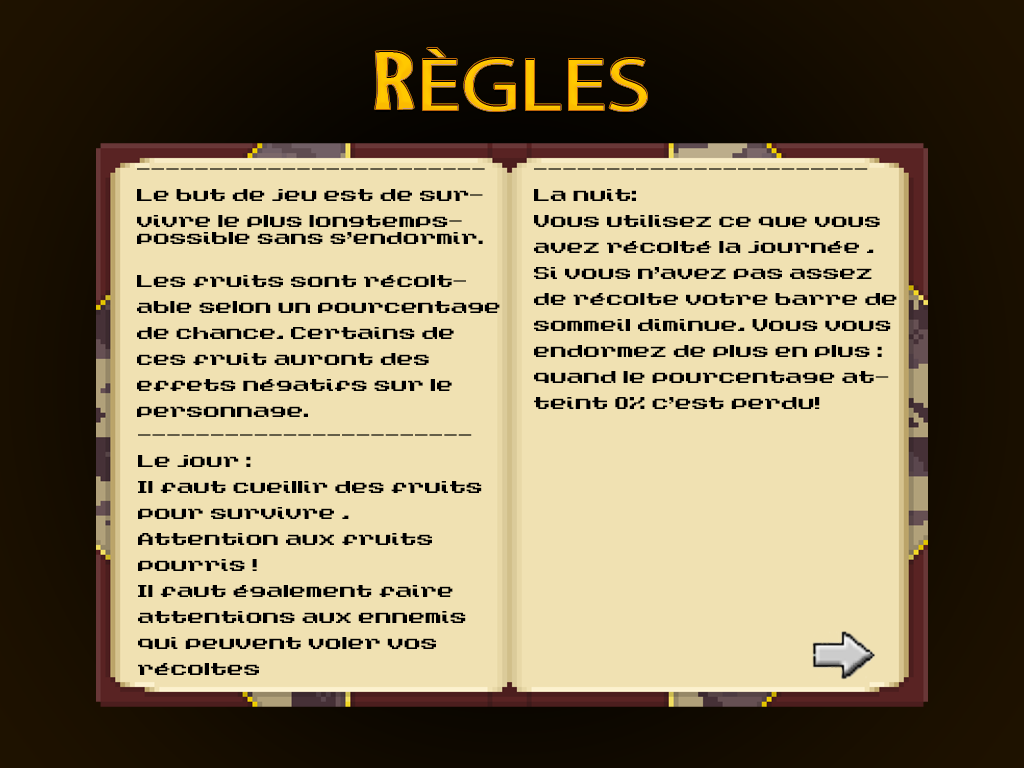 RÈGLES
------------------------
Le but de jeu est de sur-
vivre le plus longtemps-
possible sans s'endormir.
Les fruits sont récolt-
able selon un pourcentage
de chance. Certains de
ces fruit auront des
effets négatifs sur le
personnage.
-----------------------
Le jour :
Il faut cueillir des fruits
pour survivre .
Attention aux fruits
pourris !
Il faut également faire
attentions aux ennemis
qui peuvent voler vos
récoltes
-----------------------
La nuit:
Vous utilisez ce que vous
avez récolté la journée .
Si vous n'avez pas assez
de récolte votre barre de
sommeil diminue. Vous vous
endormez de plus en plus :
quand le pourcentage at-
teint 0% c'est perdu!